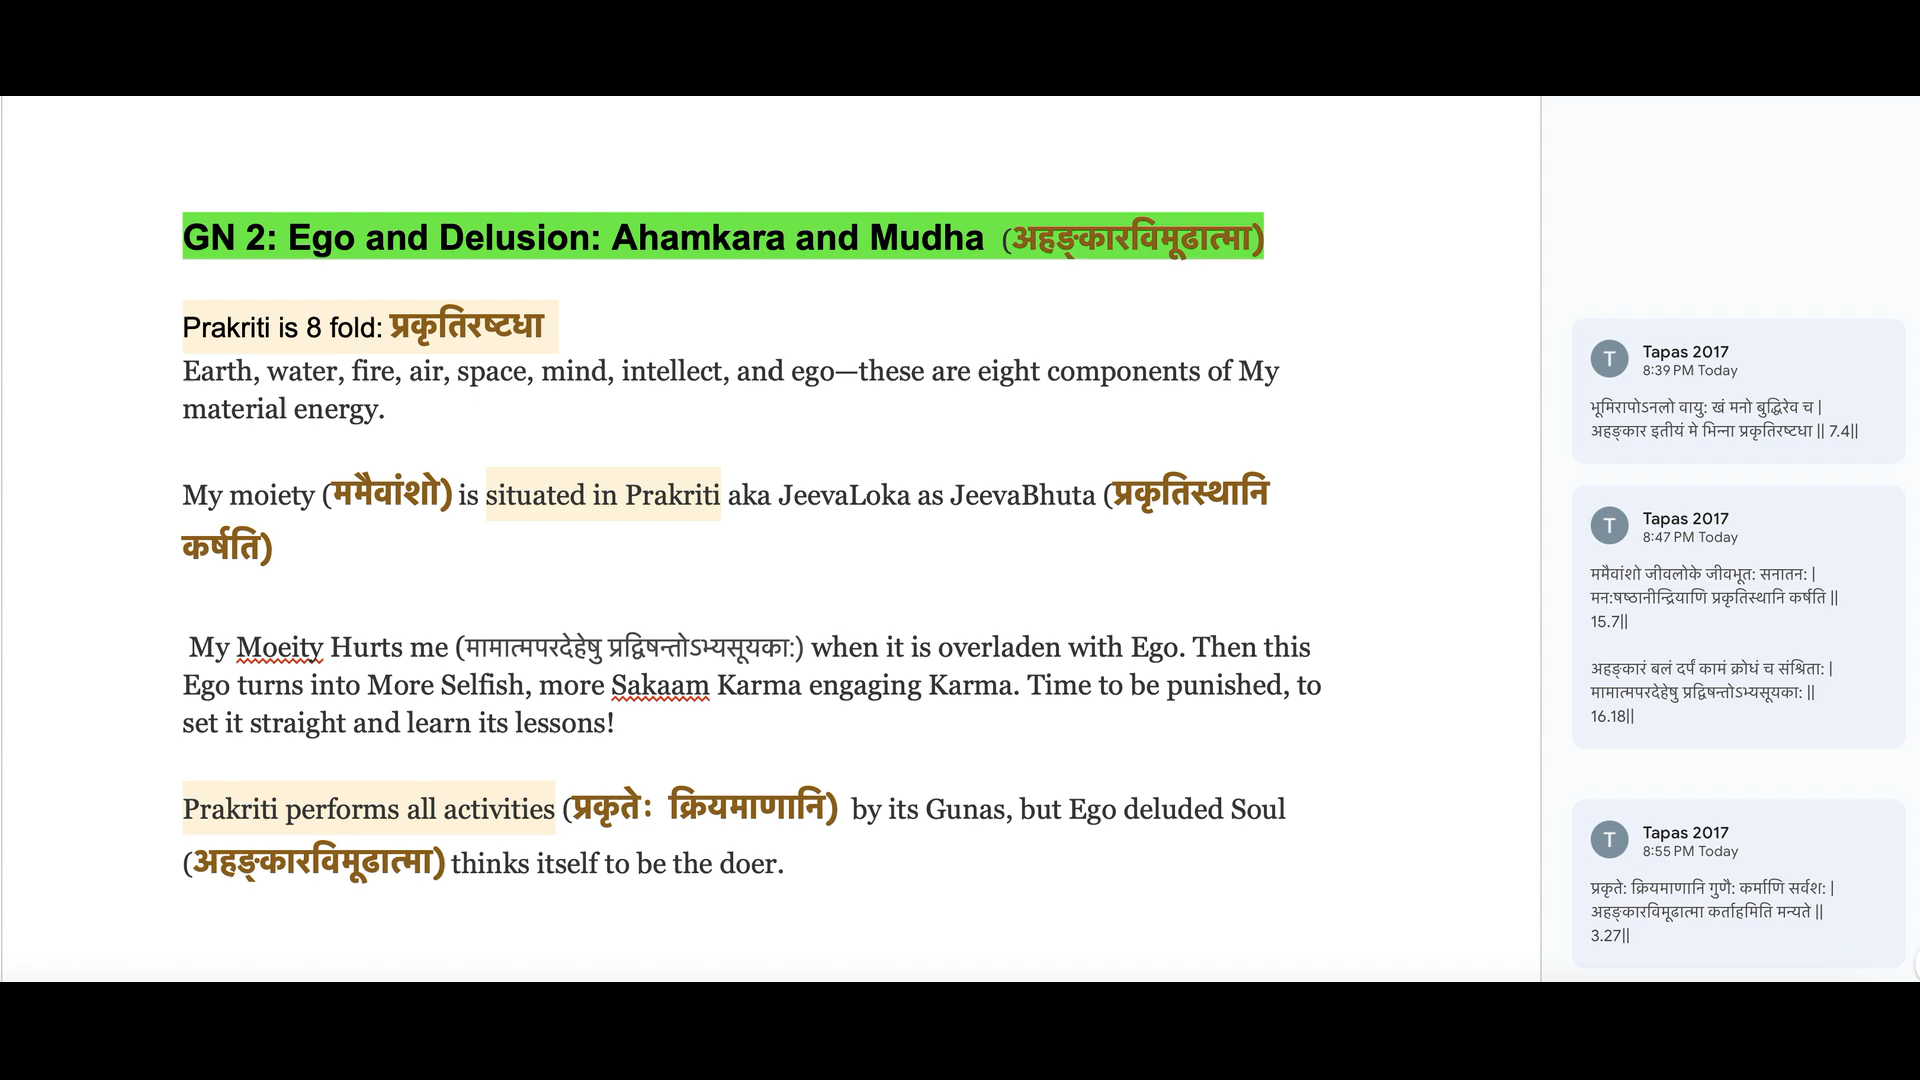 GN 2: Ego and Delusion: Ahamkara and Mudha (अहङ्कारविमूढात्मा)
Prakriti is 8 fold: प्रकृतिरष्टधा
Earth, water, fire, air, space, mind, intellect, and ego—these are eight components of My
material energy.
My moiety (ममैवांशो) is situated in Prakriti aka JeevaLoka as JeevaBhuta (प्रकृतिस्थानि
कर्षति)
My Moeity Hurts me (मामात्मपरदेहेषु प्रद्विषन्तोऽभ्यसूयका:) when it is overladen with Ego. Then this
Ego turns into More Selfish, more Sakaam Karma engaging Karma. Time to be punished, to
set it straight and learn its lessons!
Prakriti performs all activities (प्रकृते: क्रियमाणानि) by its Gunas, but Ego deluded Soul
(अहङ्कारविमूढात्मा) thinks itself to be the doer.
T
Tapas 2017
8:39 PM Today
भूमिरापोऽनलो वायु: खं मनो बुद्धिरेव च |
अहङ्कार इतीयं मे भिन्ना प्रकृतिरष्टधा || 7.4||
T
Tapas 2017
8:47 PM Today
ममैवांशो जीवलोके जीवभूत: सनातन: |
मन:षष्ठानीन्द्रियाणि प्रकृतिस्थानि कर्षति ||
15.7||
अहङ्कारं बलं दर्पं कामं क्रोधं च संश्रिता: |
मामात्मपरदेहेषु प्रद्विषन्तोऽभ्यसूयका: ||
16.18||
T
Tapas 2017
8:55 PM Today
प्रकृते: क्रियमाणानि गुणै: कर्माणि सर्वश: |
अहङ्कारविमूढात्मा कर्ताहमिति मन्यते ||
3.27||